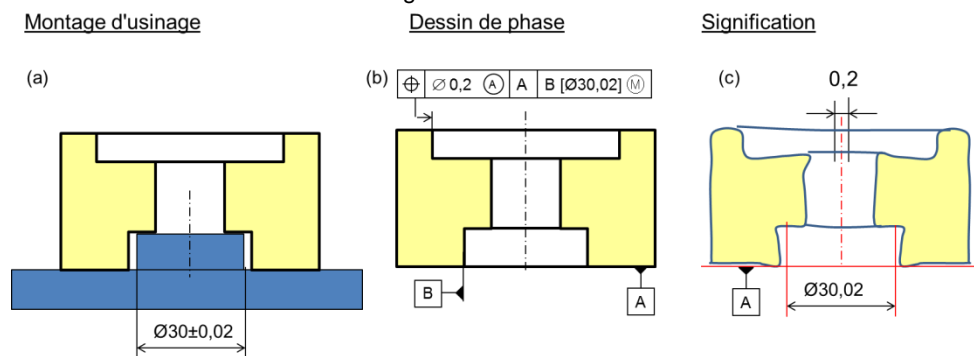 Montage d'usinage
Dessin de phase
Signification
(a)
(b)
⌖ Ø 0,2 Ⓐ A B [Ø30,02] Ⓜ
(c)
0,2
B
A
A
Ø30,02
Ø30±0,02